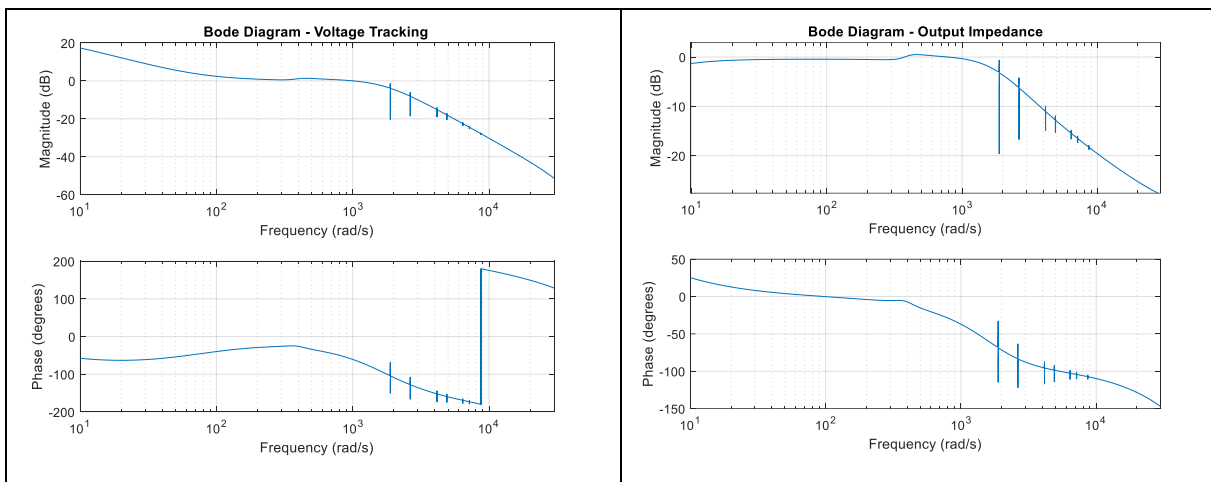 Bode Diagram - Voltage Tracking
20
0
-20
-40
-60
Magnitude (dB)
10^1 10^2 10^3 10^4
Frequency (rad/s)
200
100
0
-100
-200
Phase (degrees)
10^1 10^2 10^3 10^4
Frequency (rad/s)
Bode Diagram - Output Impedance
0
-10
-20
Magnitude (dB)
10^1 10^2 10^3 10^4
Frequency (rad/s)
50
0
-50
-100
-150
Phase (degrees)
10^1 10^2 10^3 10^4
Frequency (rad/s)